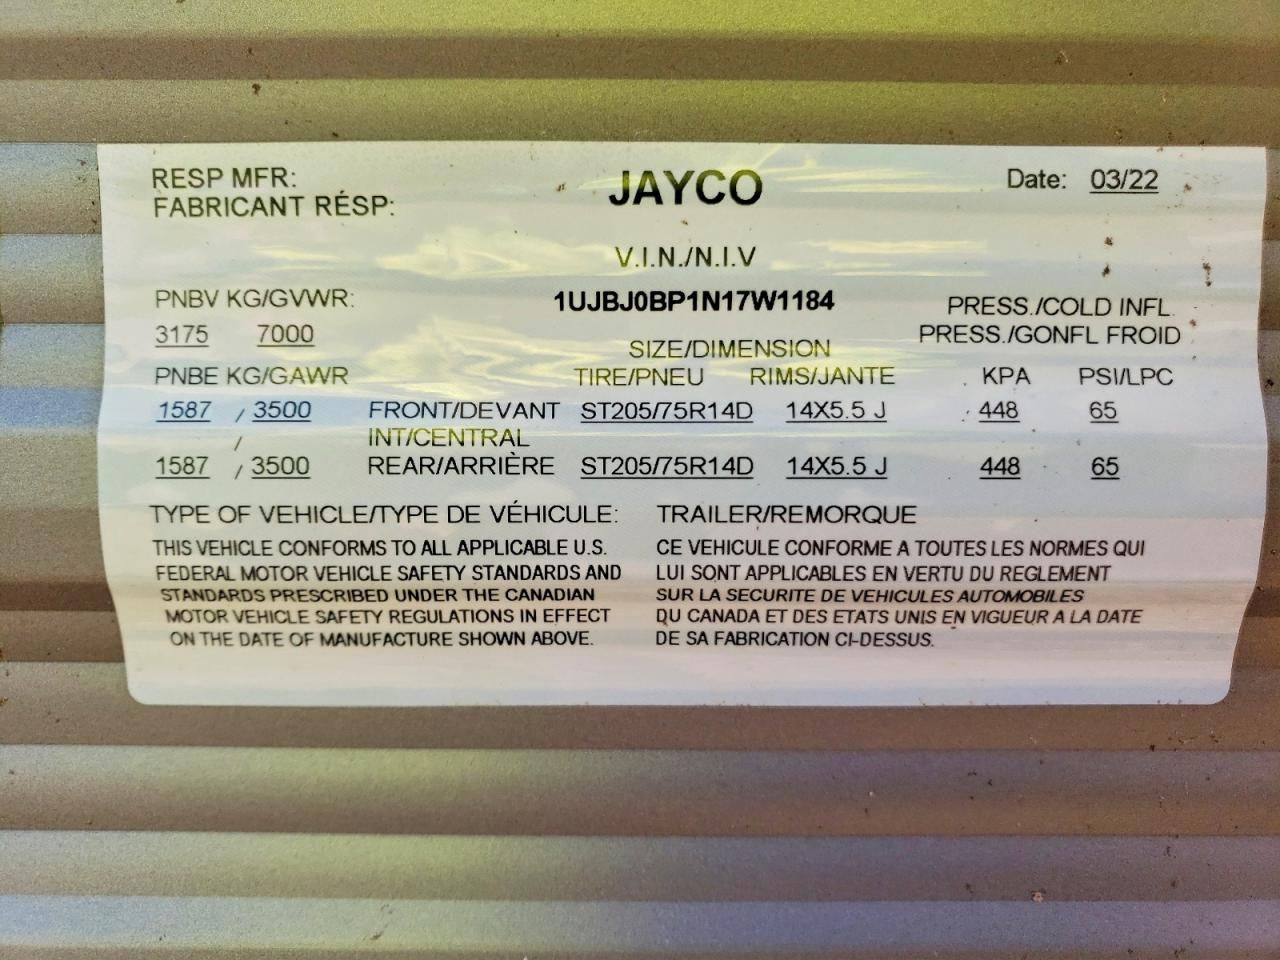 RESP MFR: JAYCO Date: 03/22
FABRICANT RÉSP:
V.I.N./N.I.V
PNBV KG/GVWR: 1UJBJ0BP1N17W1184 PRESS./COLD INFL.
3175 7000 PRESS./GONFL FROID
SIZE/DIMENSION
PNBE KG/GAWR TIRE/PNEU RIMS/JANTE KPA PSI/LPC
1587 / 3500 FRONT/DEVANT ST205/75R14D 14X5.5 J 448 65
/ INT/CENTRAL
1587 / 3500 REAR/ARRIÈRE ST205/75R14D 14X5.5 J 448 65
TYPE OF VEHICLE/TYPE DE VÉHICULE: TRAILER/REMORQUE
THIS VEHICLE CONFORMS TO ALL APPLICABLE U.S.
FEDERAL MOTOR VEHICLE SAFETY STANDARDS AND
STANDARDS PRESCRIBED UNDER THE CANADIAN
MOTOR VEHICLE SAFETY REGULATIONS IN EFFECT
ON THE DATE OF MANUFACTURE SHOWN ABOVE.
CE VEHICULE CONFORME A TOUTES LES NORMES QUI
LUI SONT APPLICABLES EN VERTU DU REGLEMENT
SUR LA SECURITE DE VEHICULES AUTOMOBILES
DU CANADA ET DES ETATS UNIS EN VIGUEUR A LA DATE
DE SA FABRICATION CI-DESSUS.